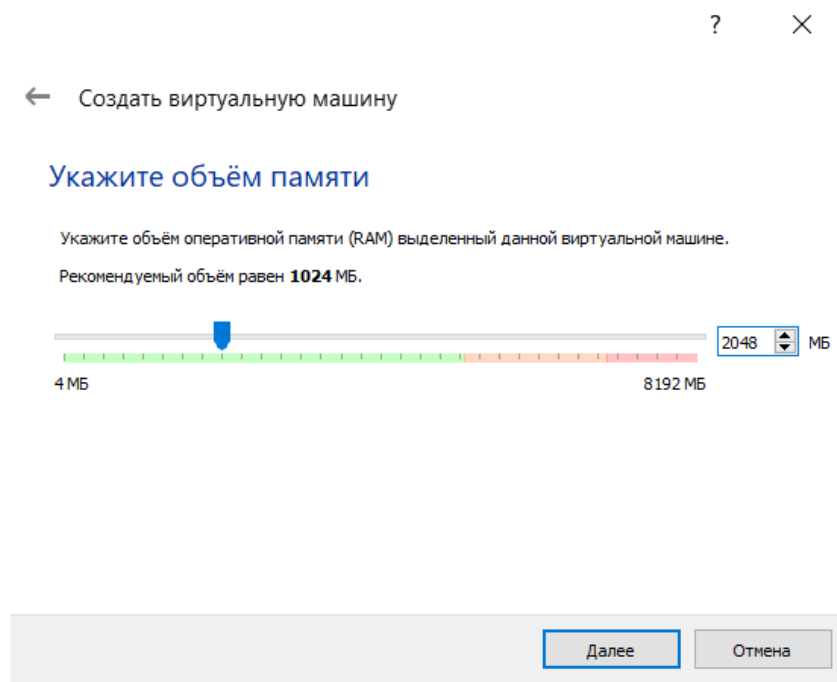 ?
Создать виртуальную машину
Укажите объём памяти
Укажите объём оперативной памяти (RAM) выделенный данной виртуальной машине.
Рекомендуемый объём равен 1024 МБ.
2048 МБ
4 МБ 8192 МБ
Далее Отмена